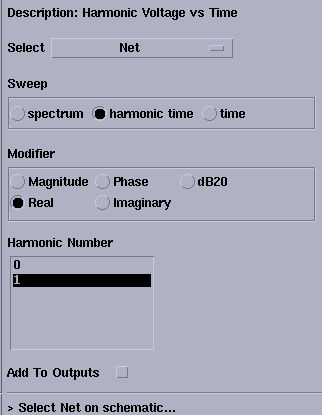 Description: Harmonic Voltage vs Time
Select Net
Sweep
spectrum harmonic time time
Modifier
Magnitude Phase dB20
Real Imaginary
Harmonic Number
0
1
Add To Outputs
> Select Net on schematic...